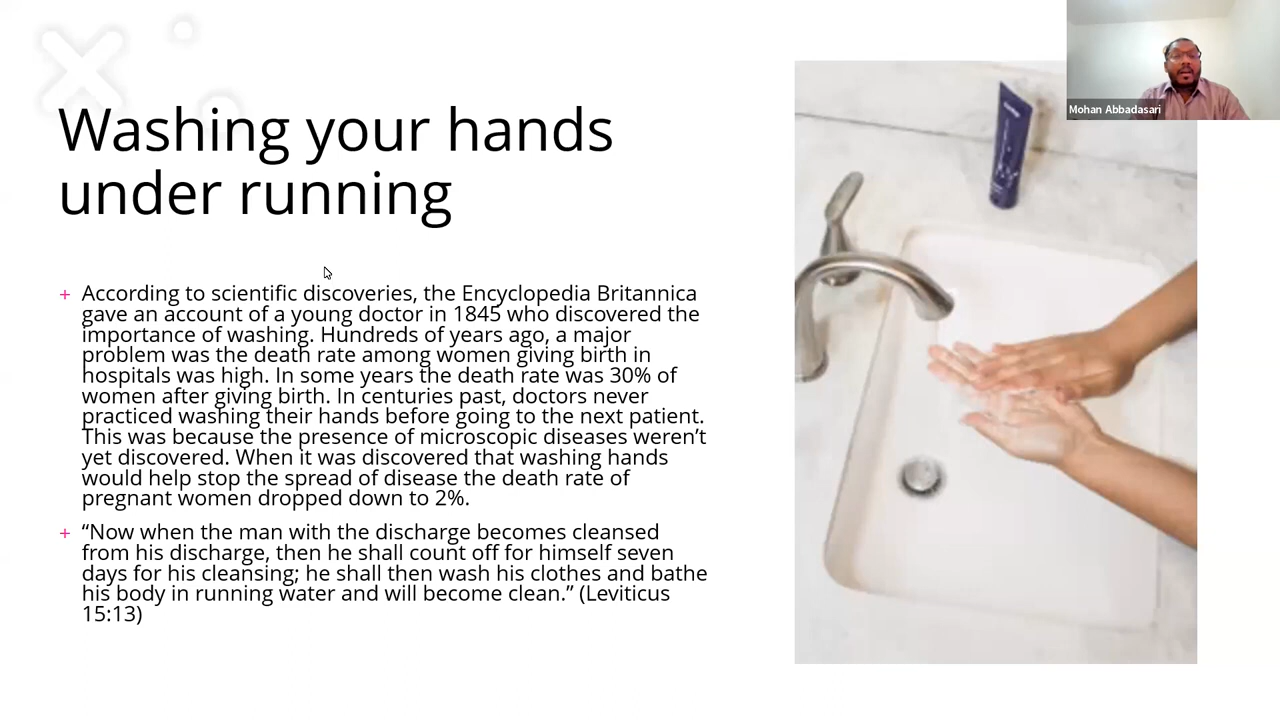 Mohan Abbadasari
Washing your hands
under running
+ According to scientific discoveries, the Encyclopedia Britannica
gave an account of a young doctor in 1845 who discovered the
importance of washing. Hundreds of years ago, a major
problem was the death rate among women giving birth in
hospitals was high. In some years the death rate was 30% of
women after giving birth. In centuries past, doctors never
practiced washing their hands before going to the next patient.
This was because the presence of microscopic diseases weren’t
yet discovered. When it was discovered that washing hands
would help stop the spread of disease the death rate of
pregnant women dropped down to 2%.
+ “Now when the man with the discharge becomes cleansed
from his discharge, then he shall count off for himself seven
days for his cleansing; he shall then wash his clothes and bathe
his body in running water and will become clean.” (Leviticus
15:13)